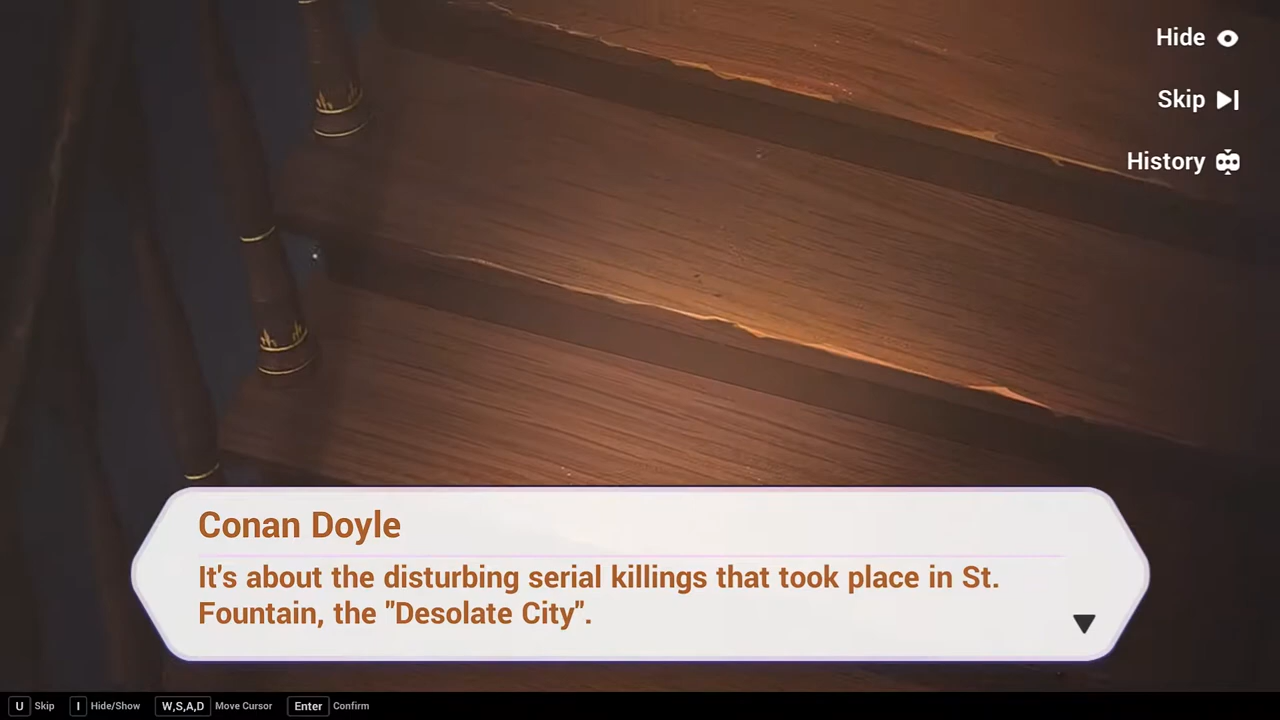 Hide
Skip
History
Conan Doyle
It's about the disturbing serial killings that took place in St.
Fountain, the "Desolate City".
U Skip I Hide/Show W,S,A,D Move Cursor Enter Confirm